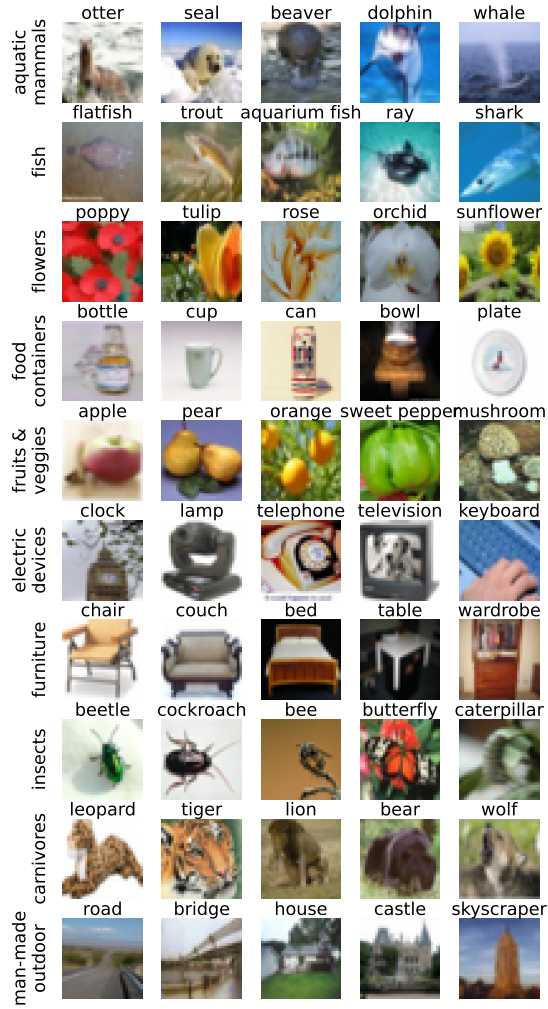 otter seal beaver dolphin whale
aquatic
mammals
flatfish trout aquarium fish ray shark
fish
poppy tulip rose orchid sunflower
flowers
bottle cup can bowl plate
food
containers
apple pear orange sweet pepper mushroom
fruits &
veggies
clock lamp telephone television keyboard
electric
devices
chair couch bed table wardrobe
furniture
beetle cockroach bee butterfly caterpillar
insects
leopard tiger lion bear wolf
carnivores
road bridge house castle skyscraper
man-made
outdoor